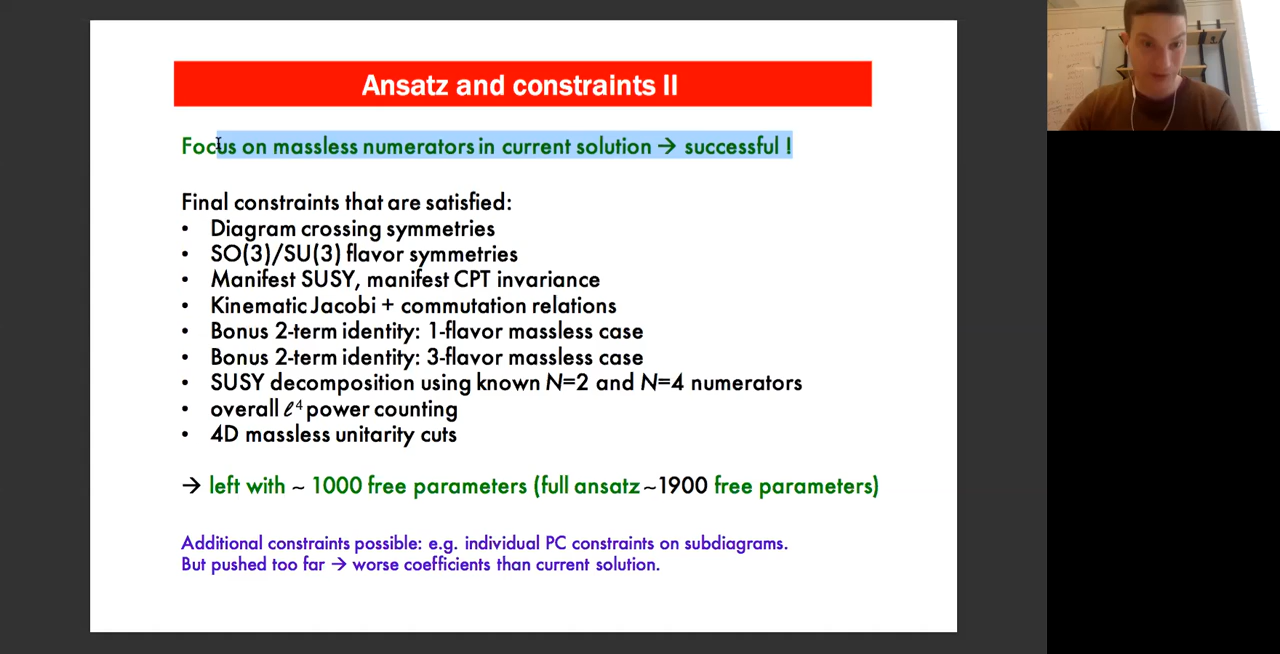 Ansatz and constraints II
Focus on massless numerators in current solution → successful !
Final constraints that are satisfied:
• Diagram crossing symmetries
• SO(3)/SU(3) flavor symmetries
• Manifest SUSY, manifest CPT invariance
• Kinematic Jacobi + commutation relations
• Bonus 2-term identity: 1-flavor massless case
• Bonus 2-term identity: 3-flavor massless case
• SUSY decomposition using known N=2 and N=4 numerators
• overall ℓ⁴ power counting
• 4D massless unitarity cuts
→ left with ~ 1000 free parameters (full ansatz ~1900 free parameters)
Additional constraints possible: e.g. individual PC constraints on subdiagrams.
But pushed too far → worse coefficients than current solution.